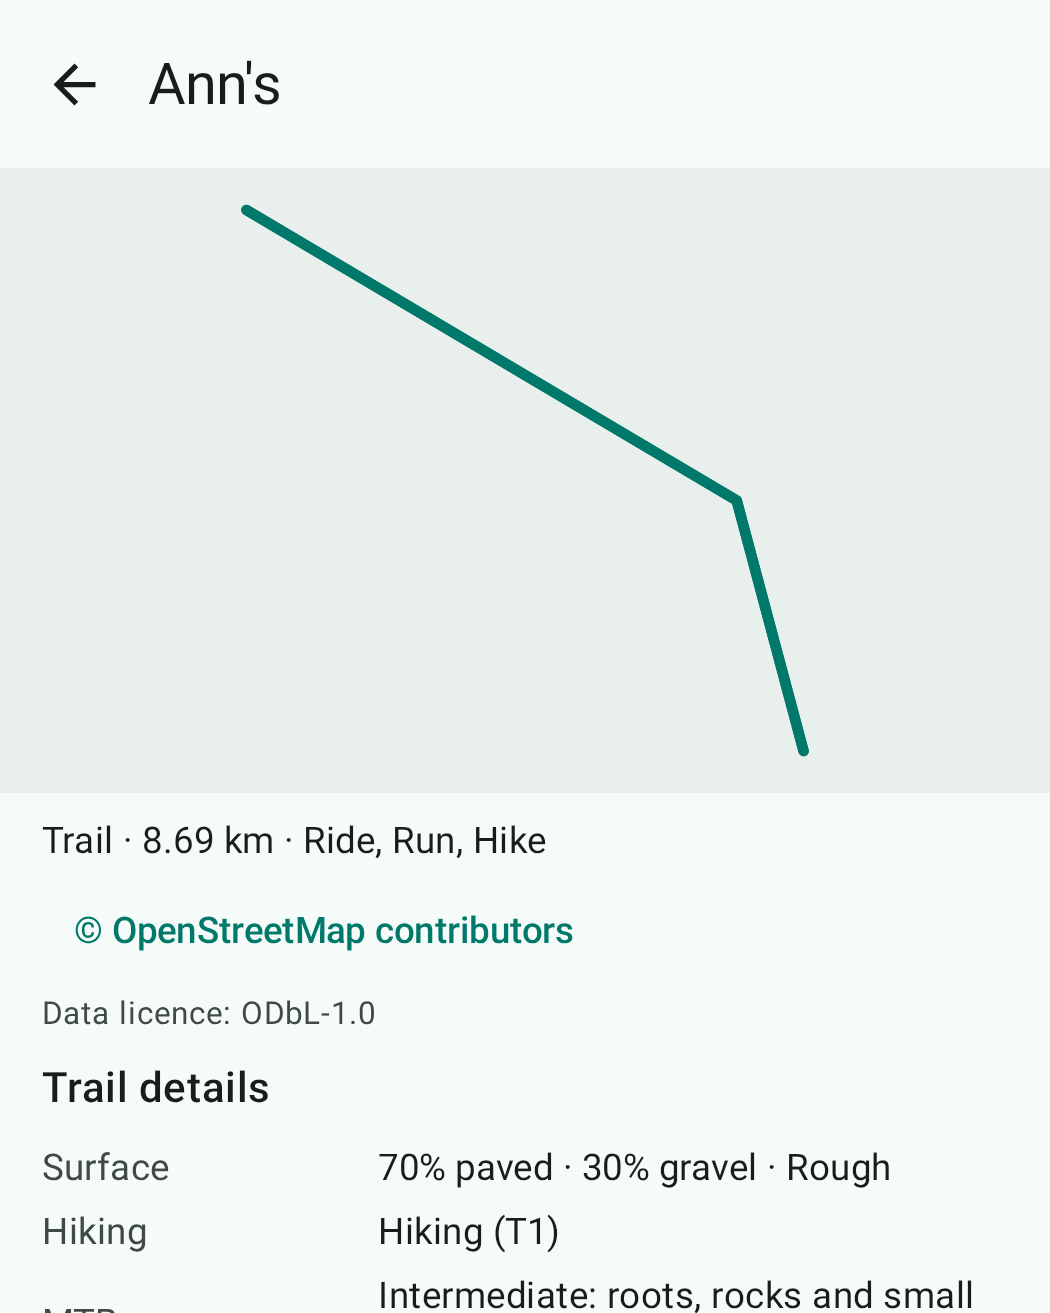 Ann's
Trail · 8.69 km · Ride, Run, Hike
© OpenStreetMap contributors
Data licence: ODbL-1.0
Trail details
Surface 70% paved · 30% gravel · Rough
Hiking Hiking (T1)
MTB Intermediate: roots, rocks and small